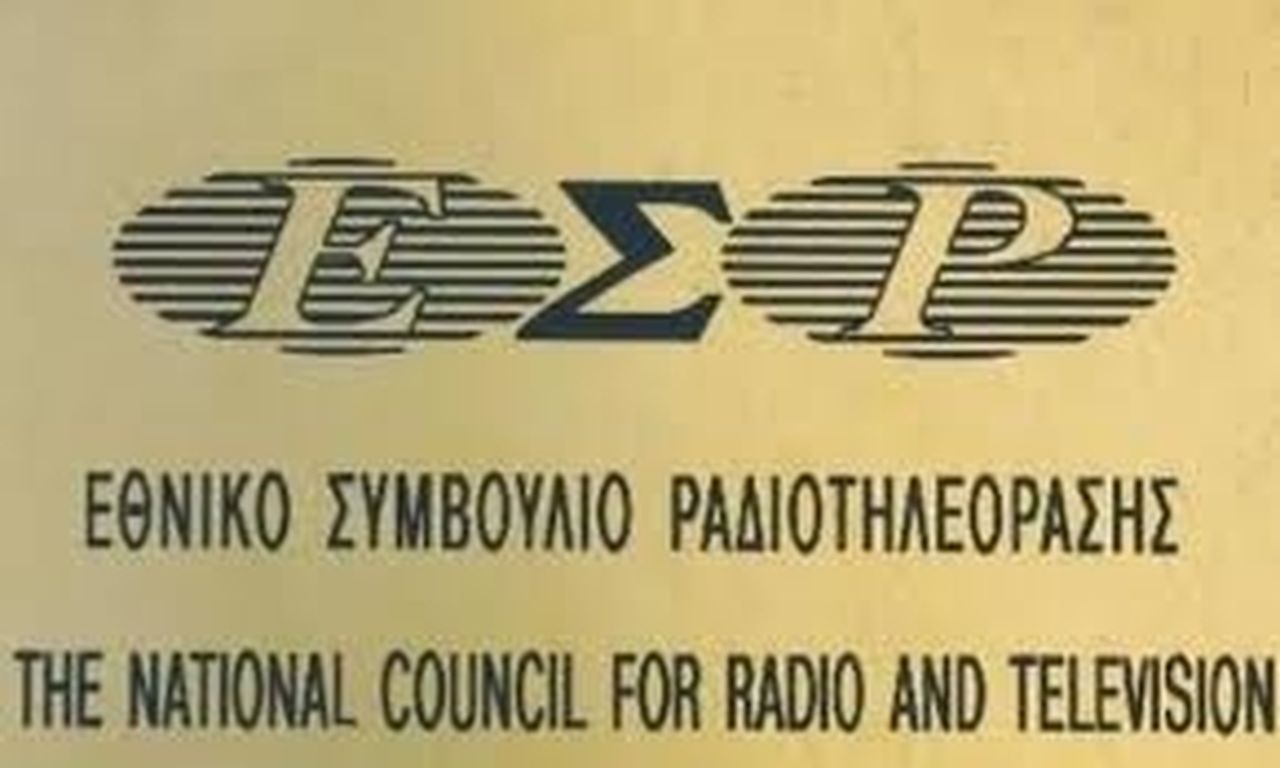 ΕΣΡ
ΕΘΝΙΚΟ ΣΥΜΒΟΥΛΙΟ ΡΑΔΙΟΤΗΛΕΟΡΑΣΗΣ
THE NATIONAL COUNCIL FOR RADIO AND TELEVISION